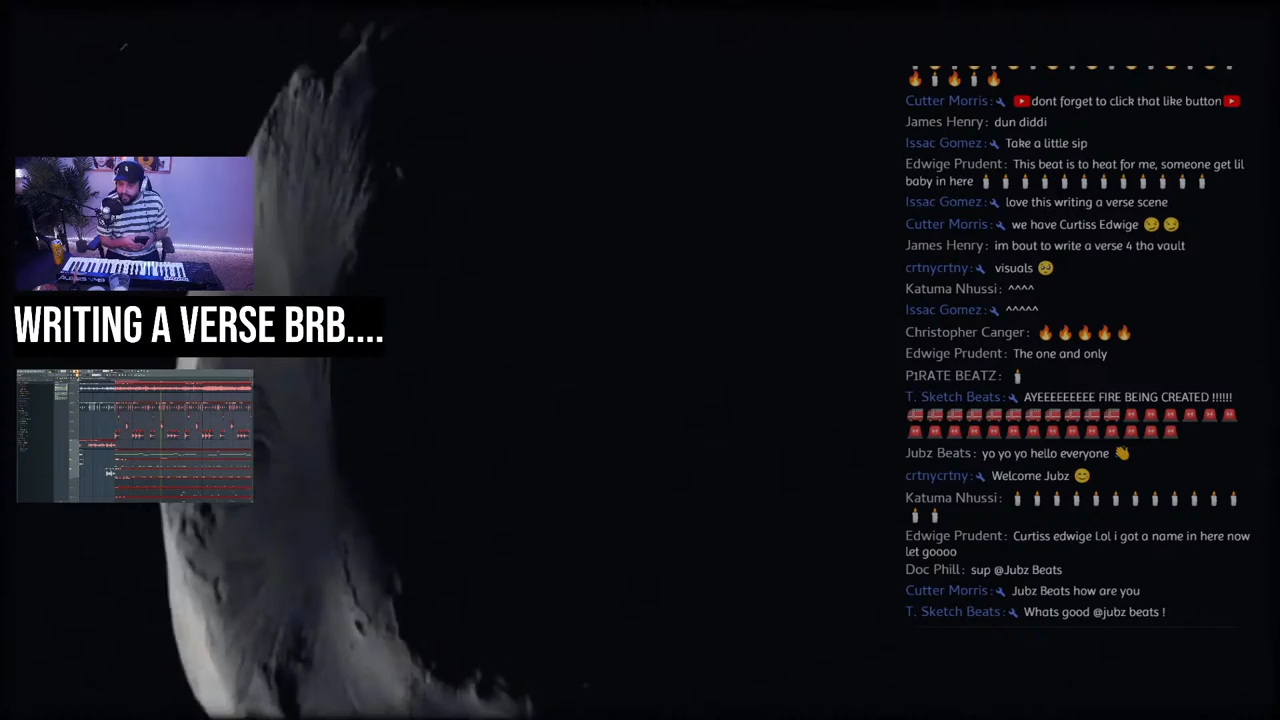 Cutter Morris: dont forget to click that like button
James Henry: dun diddi
Issac Gomez: Take a little sip
Edwige Prudent: This beat is to heat for me, someone get lil
baby in here 🕯🕯🕯🕯🕯🕯🕯🕯🕯🕯🕯🕯
Issac Gomez: love this writing a verse scene
Cutter Morris: we have Curtiss Edwige 😏😏
James Henry: im bout to write a verse 4 tha vault
crtnycrtny: visuals 🥺
Katuma Nhussi: ^^^^
Issac Gomez: ^^^^^
Christopher Canger: 🔥🔥🔥🔥🔥
Edwige Prudent: The one and only
P1RATE BEATZ: 🕯
T. Sketch Beats: AYEEEEEEEEE FIRE BEING CREATED !!!!!!
Jubz Beats: yo yo yo hello everyone 👋
crtnycrtny: Welcome Jubz 😊
Katuma Nhussi: 🕯🕯🕯🕯🕯🕯🕯🕯🕯🕯🕯🕯
🕯🕯
Edwige Prudent: Curtiss edwige Lol i got a name in here now
let goooo
Doc Phill: sup @Jubz Beats
Cutter Morris: Jubz Beats how are you
T. Sketch Beats: Whats good @jubz beats !
WRITING A VERSE BRB....